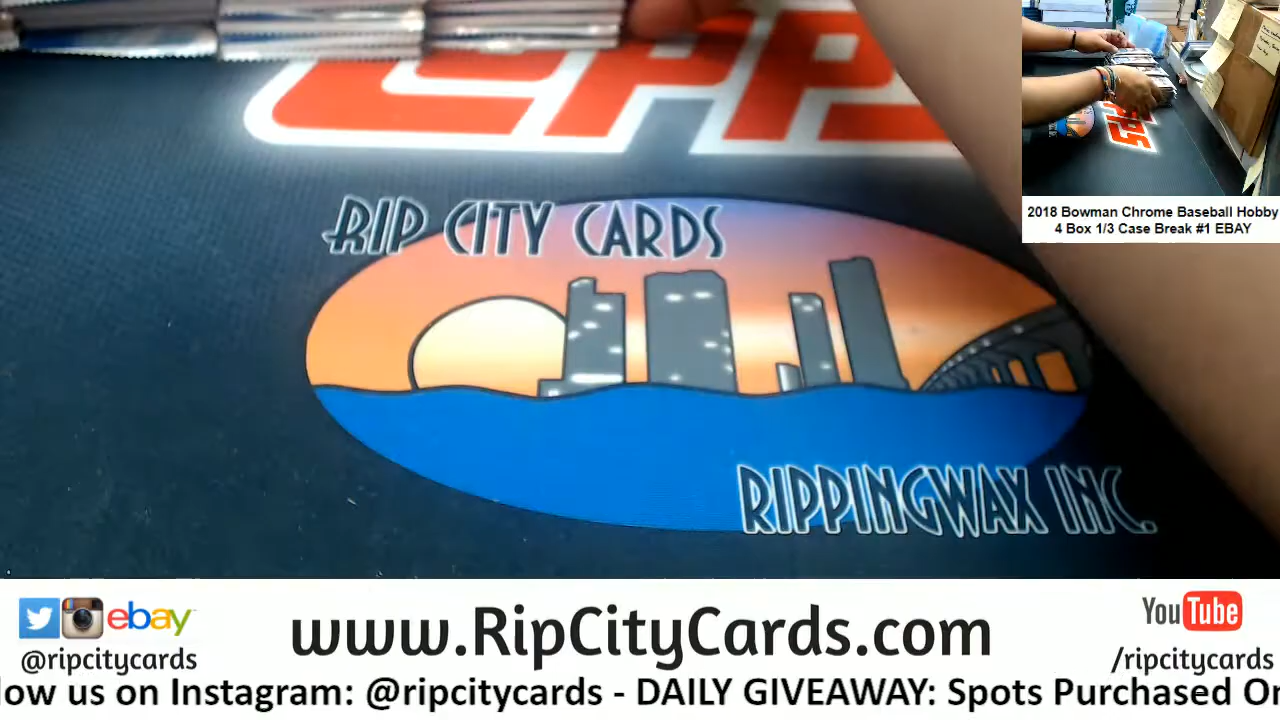 RIP CITY CARDS
RIPPINGWAX INC.
2018 Bowman Chrome Baseball Hobby
4 Box 1/3 Case Break #1 EBAY
ebay
@ripcitycards
www.RipCityCards.com
YouTube
/ripcitycards
low us on Instagram: @ripcitycards - DAILY GIVEAWAY: Spots Purchased On